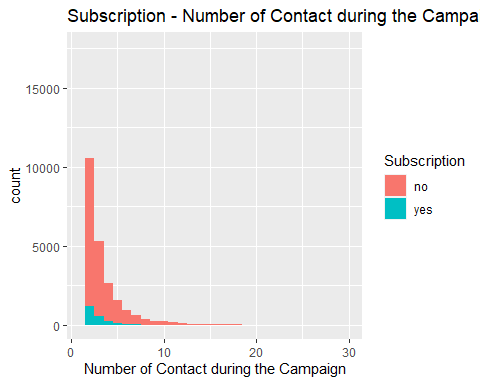 Subscription - Number of Contact during the Campa
15000
10000
5000
0
count
0 10 20 30
Number of Contact during the Campaign
Subscription
no
yes